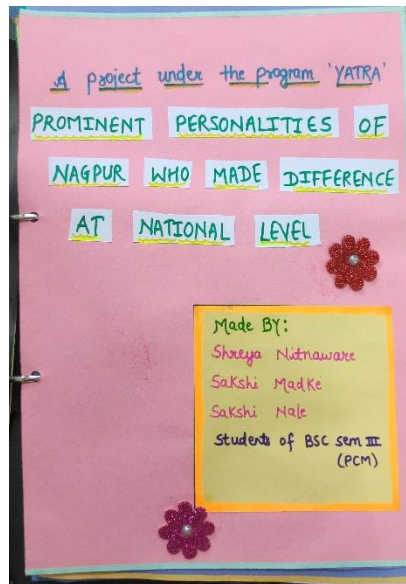 A project under the program 'YATRA'
PROMINENT PERSONALITIES OF
NAGPUR WHO MADE DIFFERENCE
AT NATIONAL LEVEL
Made BY:
Shreya Nitnaware
Sakshi Madke
Sakshi Nale
Students of BSC sem III
(PCM)